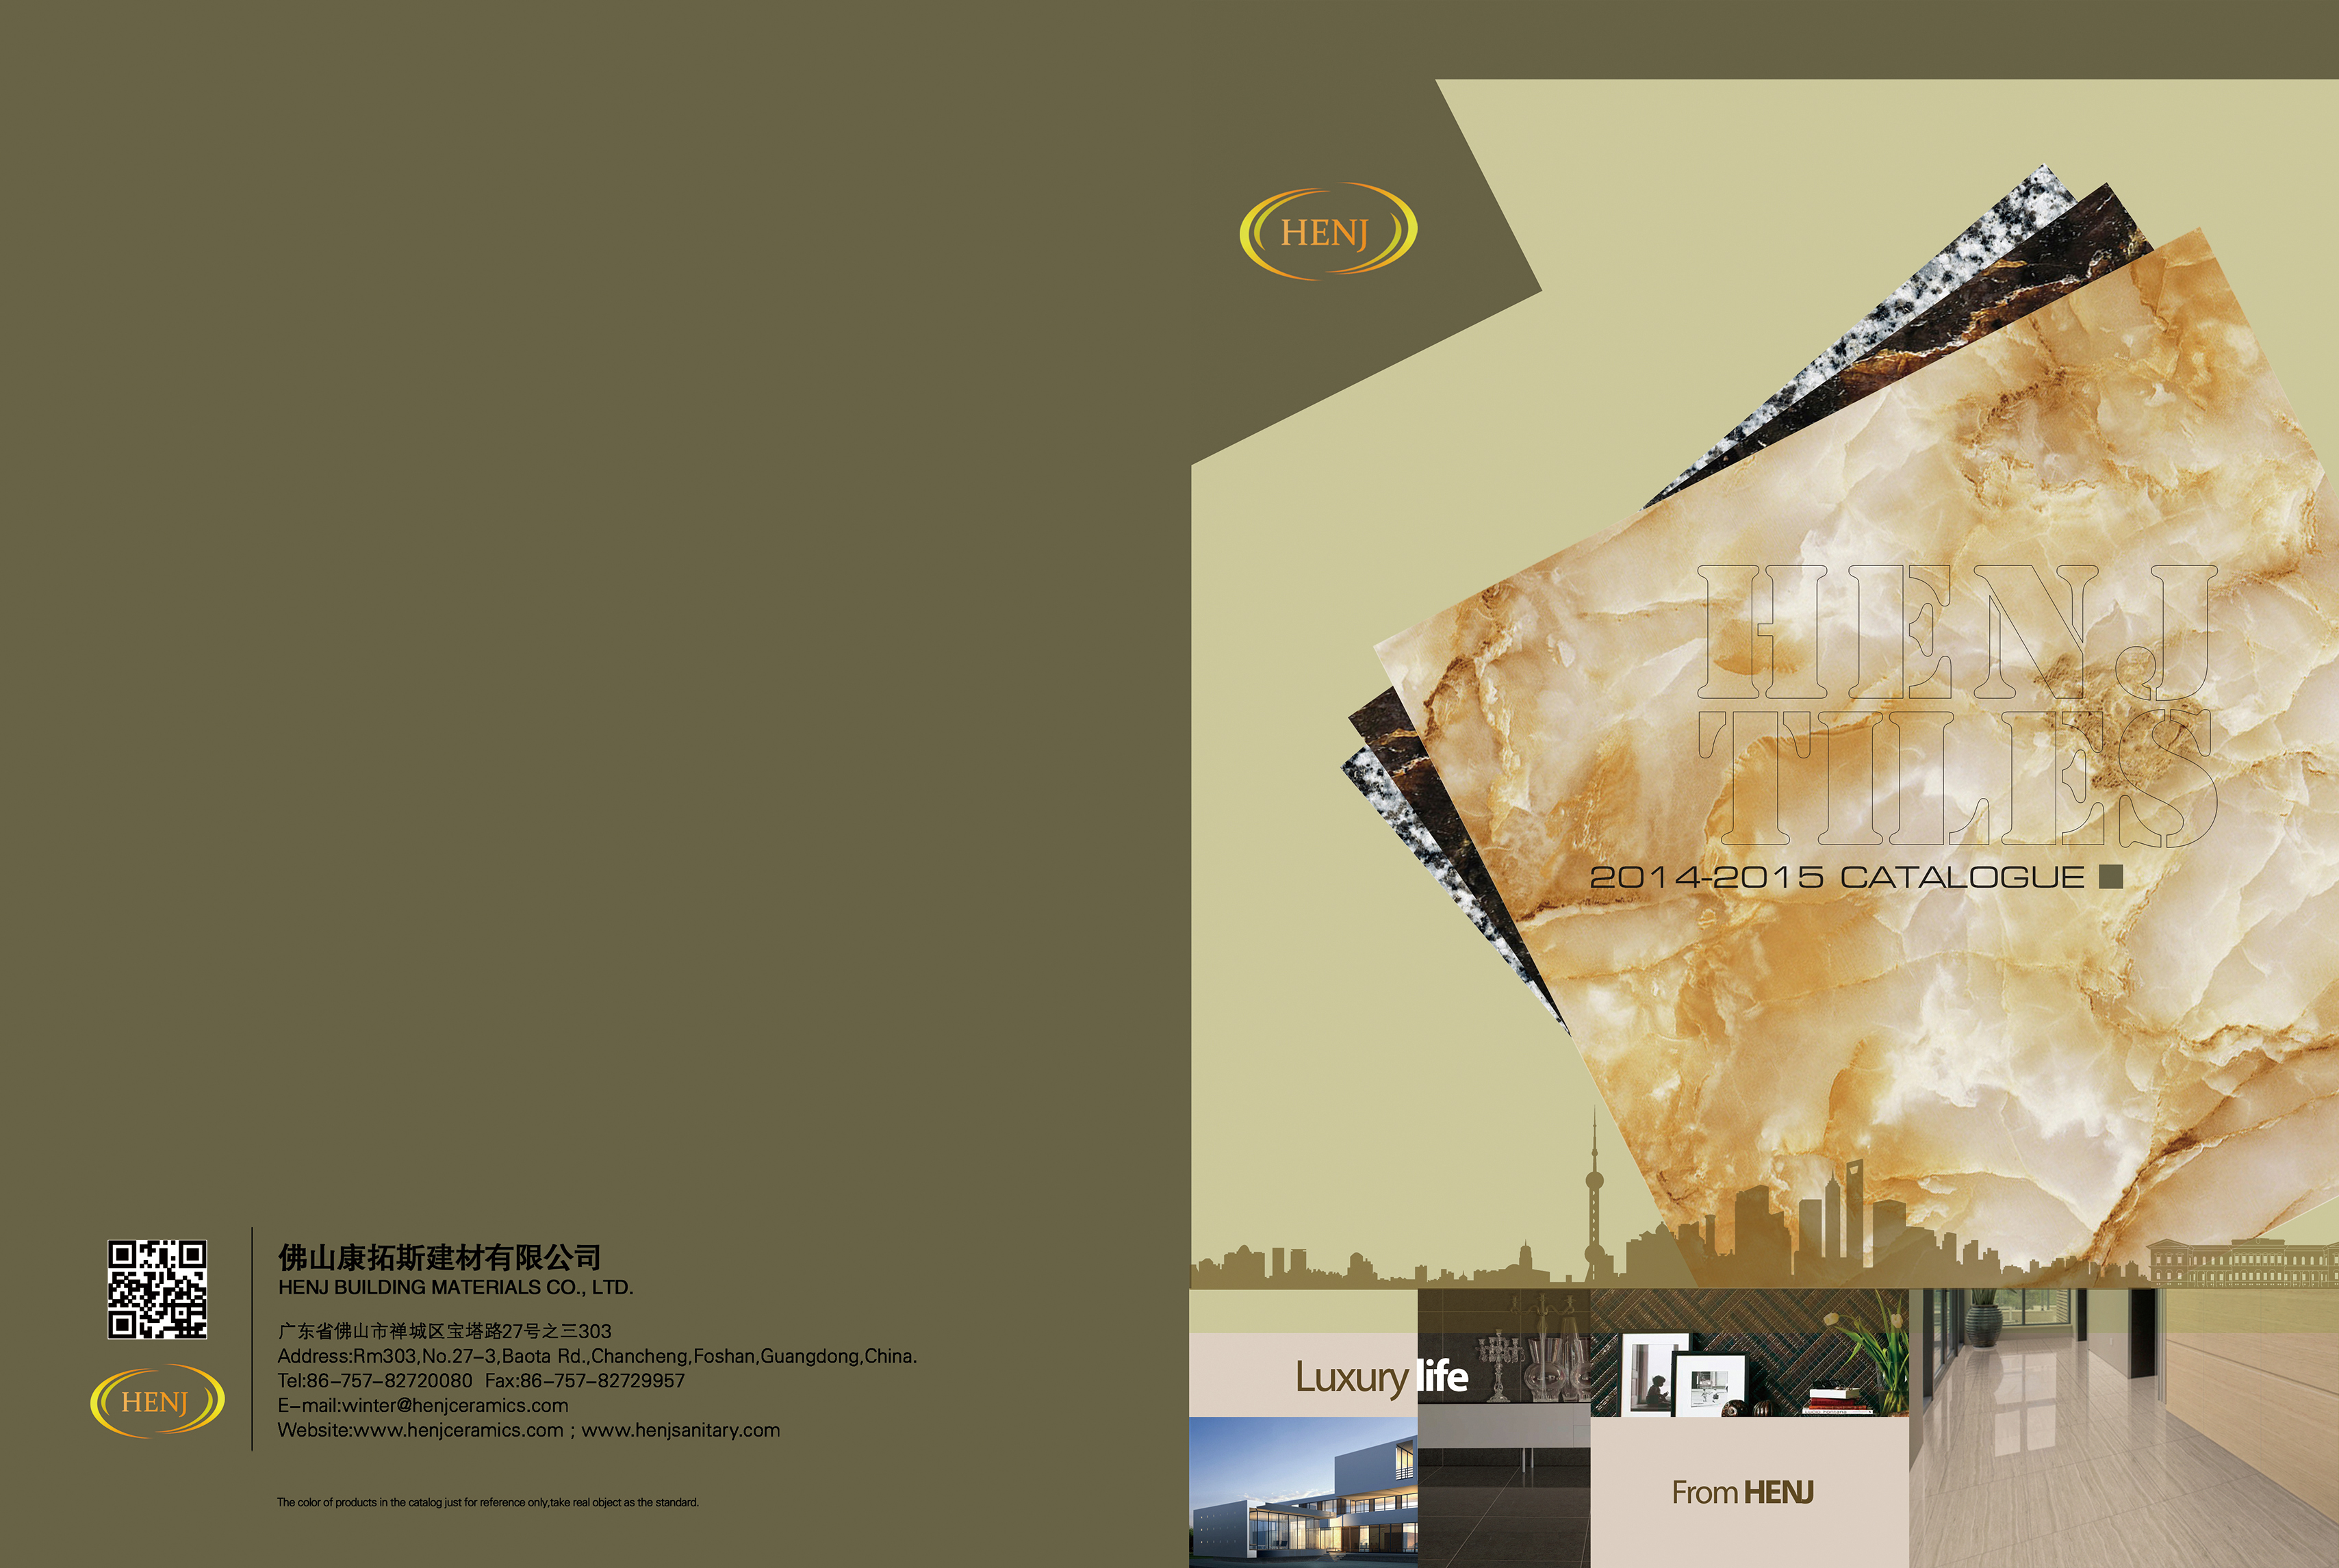 HENJ
HENJ
TILES
2014-2015 CATALOGUE
Luxury life
From HENJ
佛山康拓斯建材有限公司
HENJ BUILDING MATERIALS CO., LTD.
广东省佛山市禅城区宝塔路27号之三303
Address:Rm303,No.27-3,Baota Rd.,Chancheng,Foshan,Guangdong,China.
Tel:86-757-82720080 Fax:86-757-82729957
E-mail:winter@henjceramics.com
Website:www.henjceramics.com ; www.henjsanitary.com
HENJ
The color of products in the catalog just for reference only,take real object as the standard.